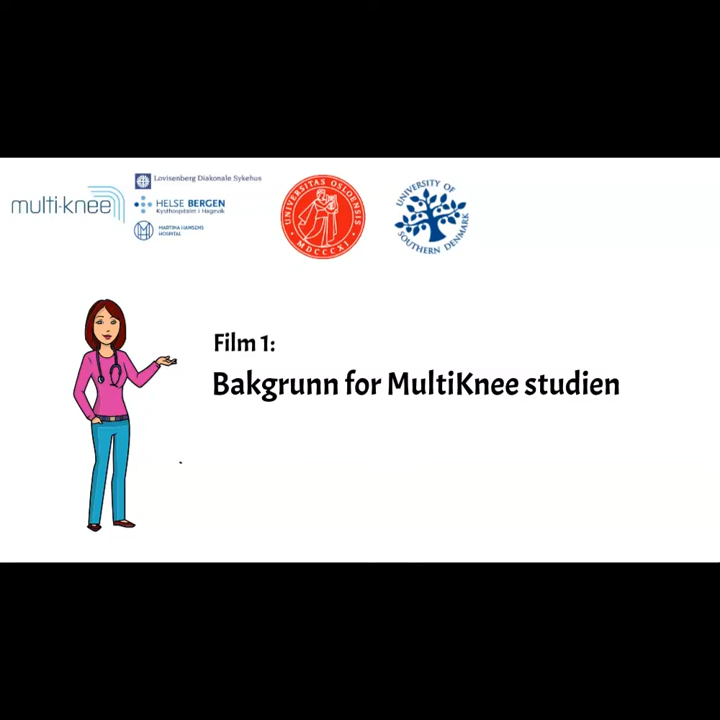 multi·knee
Lovisenberg Diakonale Sykehus
HELSE BERGEN
Kysthospitalet i Hagevik
MARTINA HANSENS
HOSPITAL
UNIVERSITAS OSLOENSIS
MDCCCXI
UNIVERSITY OF
SOUTHERN DENMARK
Film 1:
Bakgrunn for MultiKnee studien